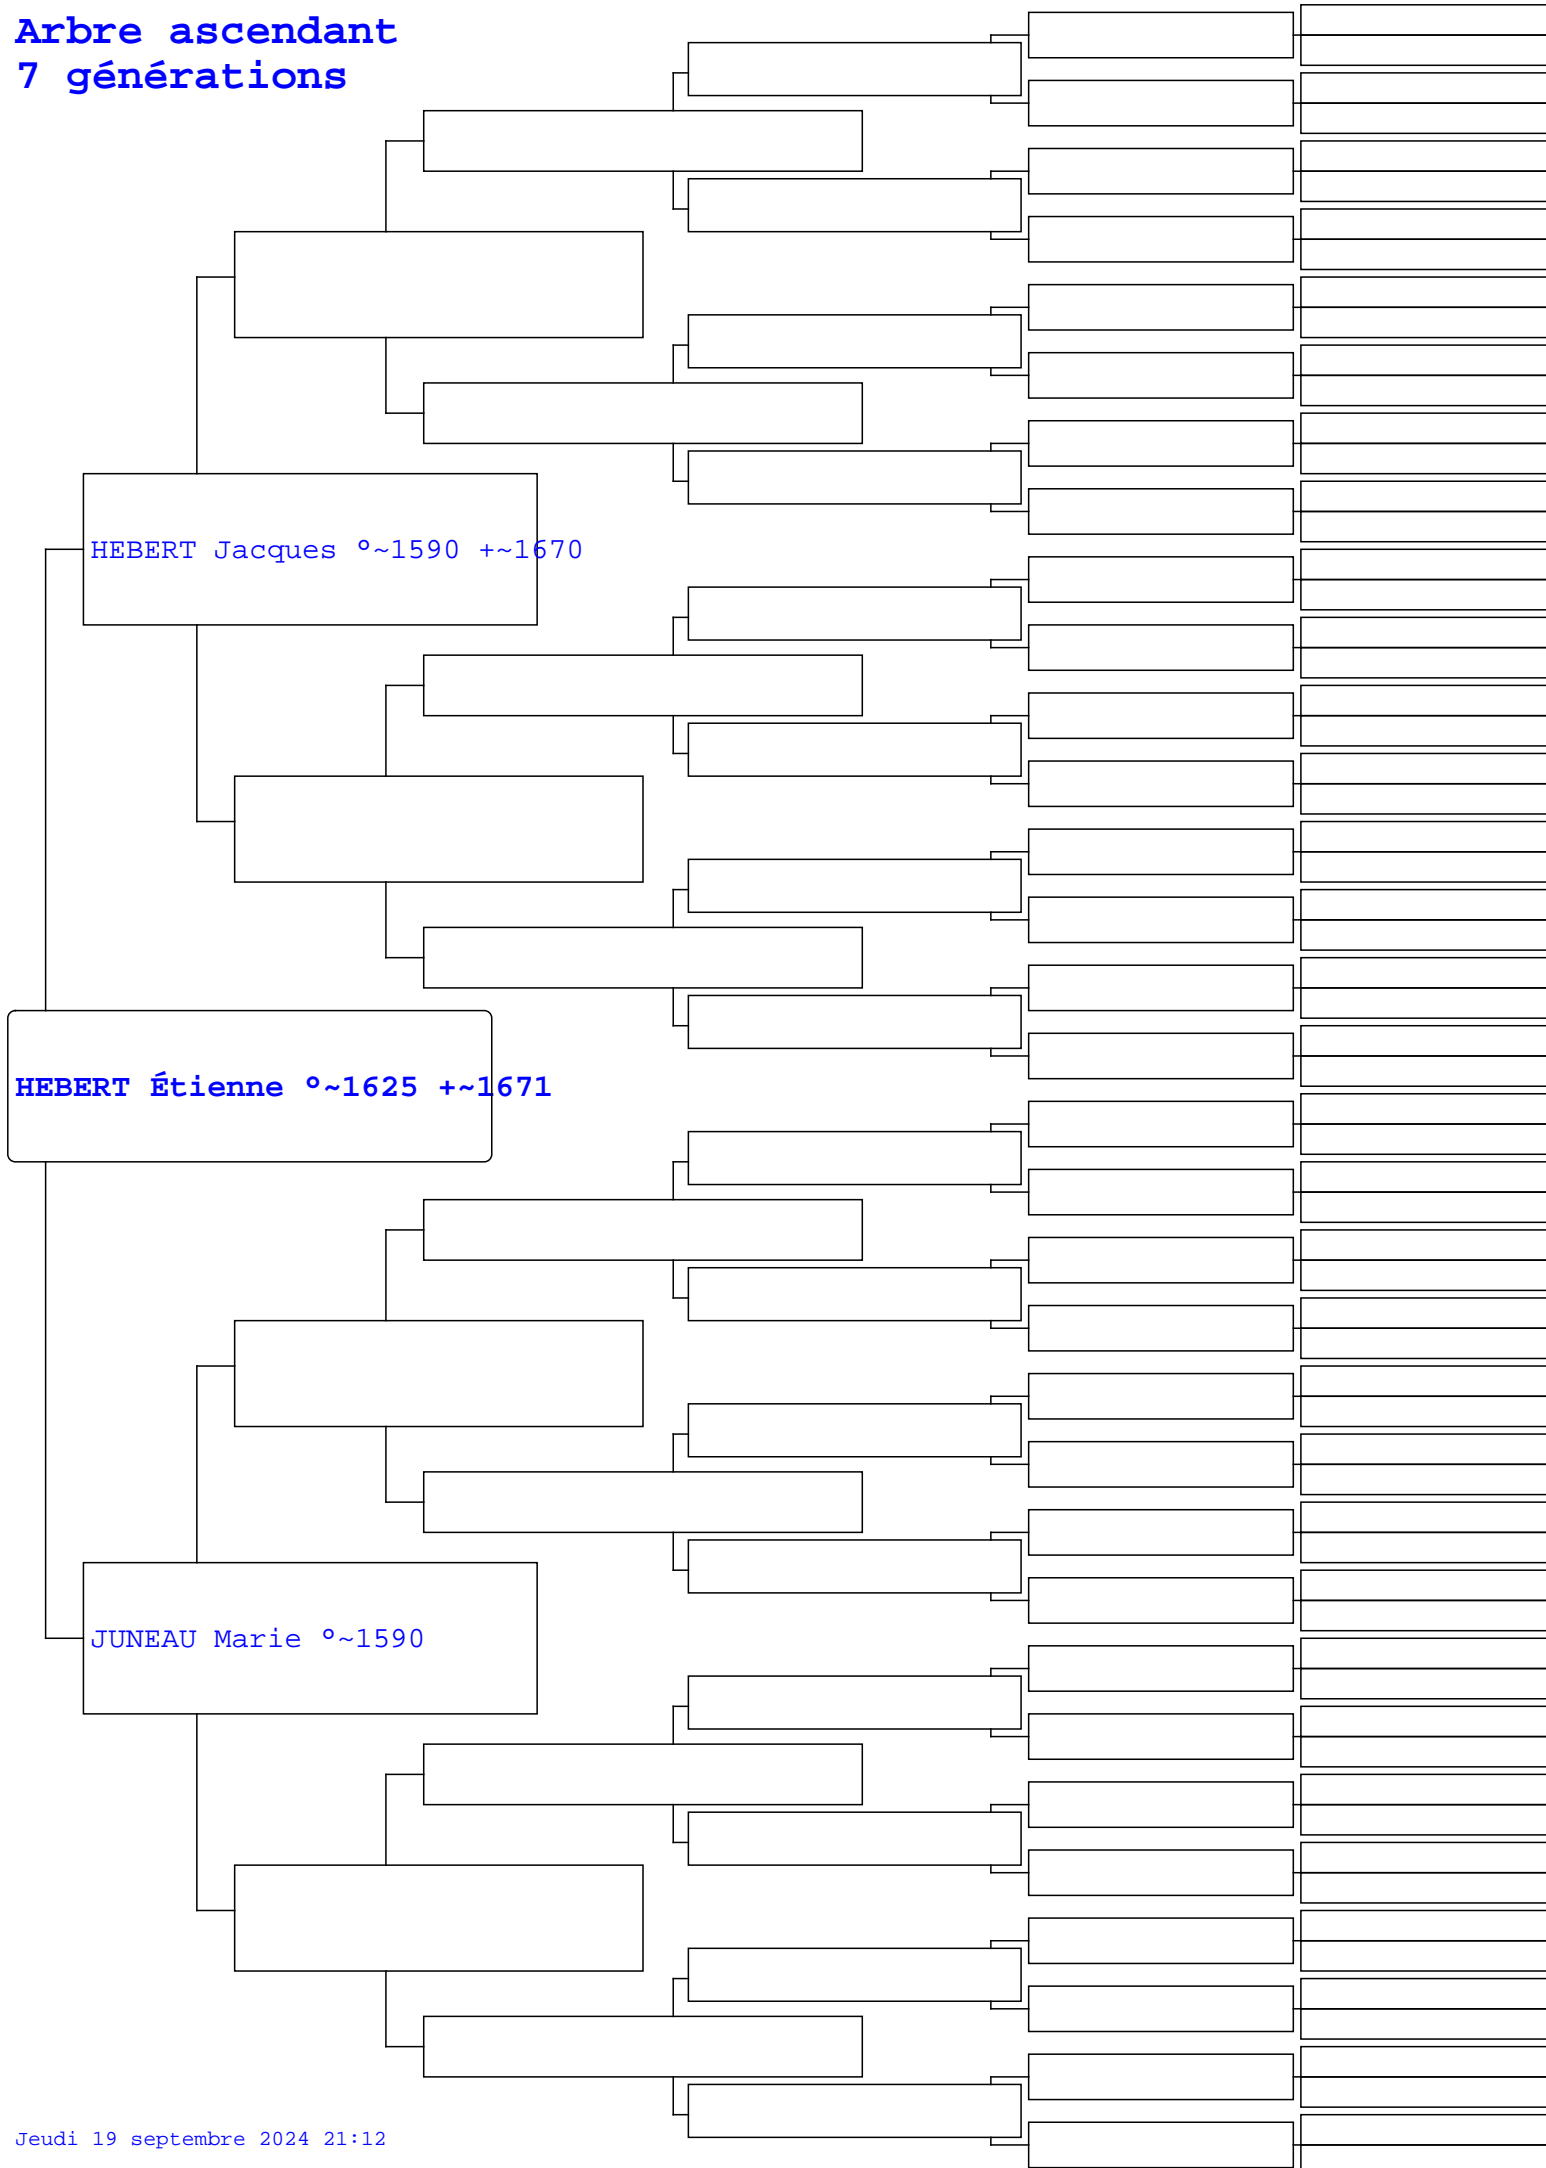 Arbre ascendant
7 générations
HEBERT Jacques °~1590 +~1670
HEBERT Étienne °~1625 +~1671
JUNEAU Marie °~1590
Jeudi 19 septembre 2024 21:12